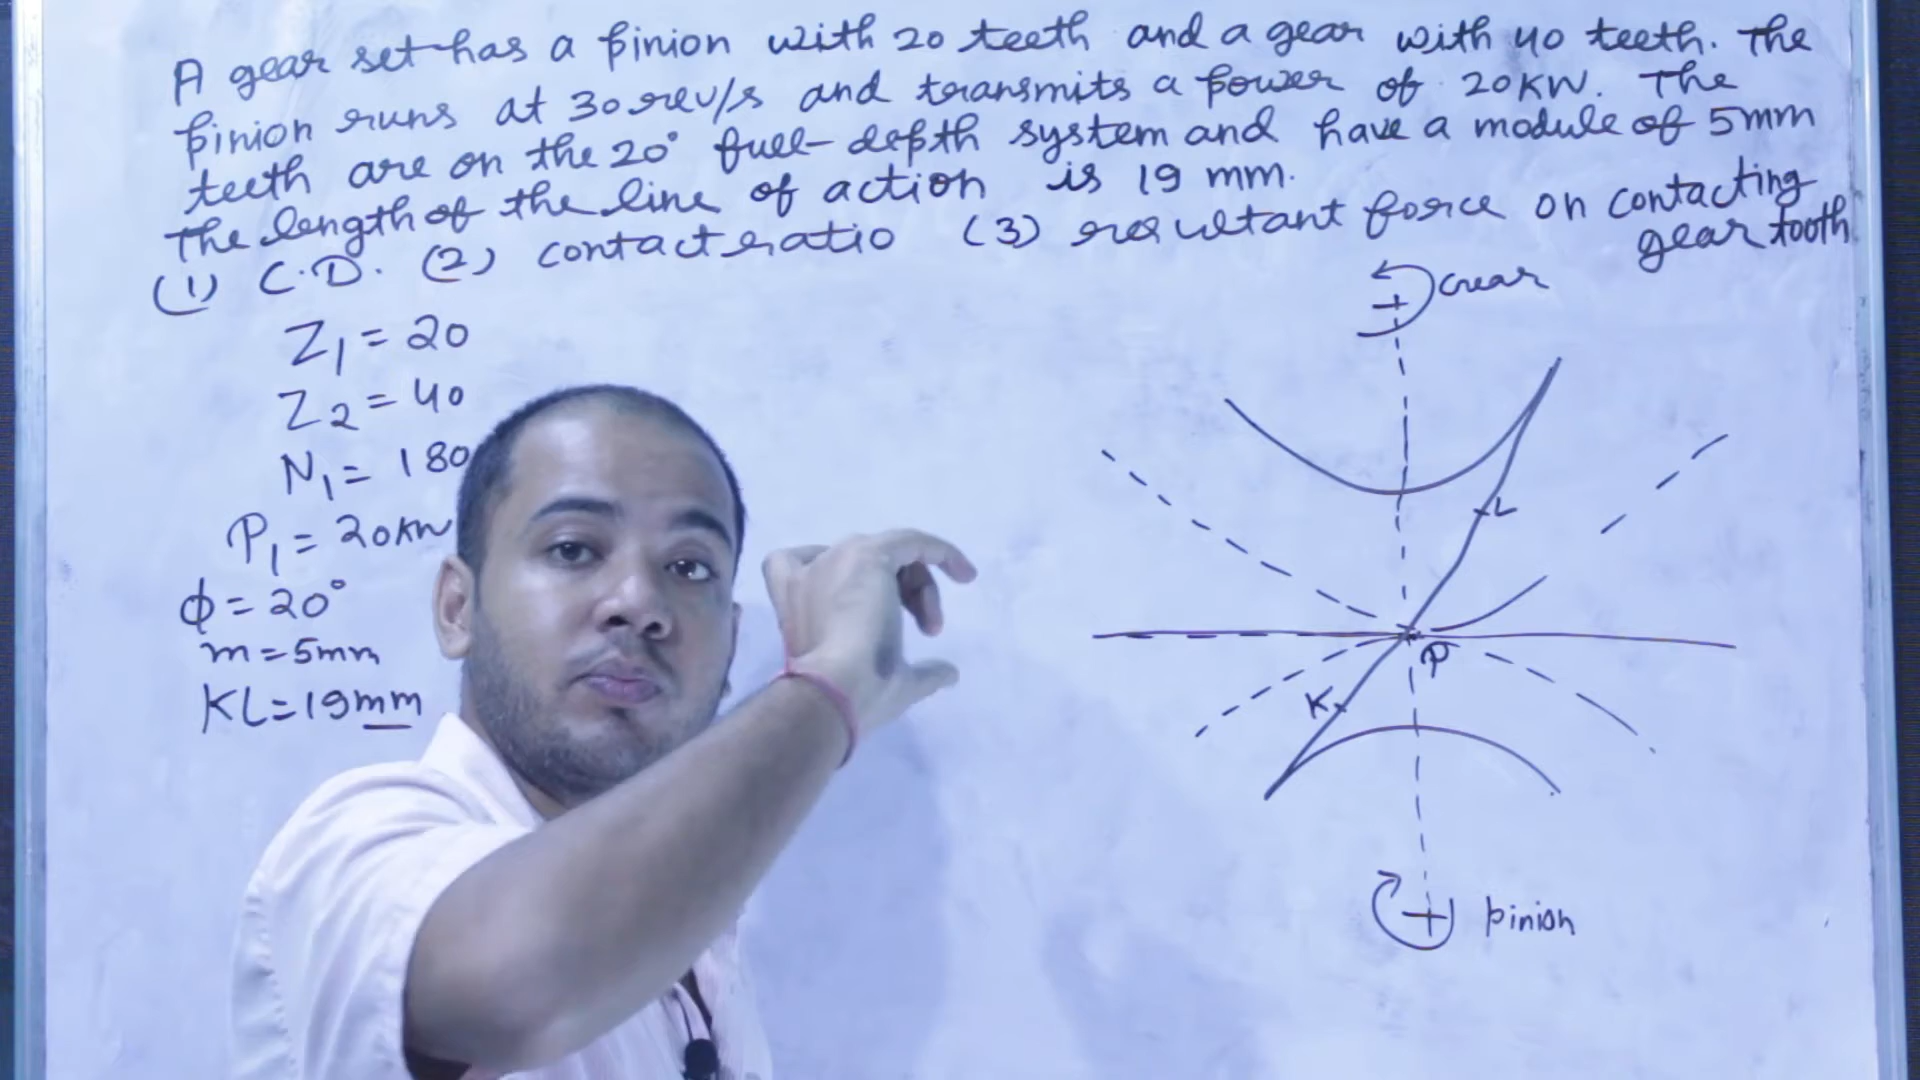 A gear set has a pinion with 20 teeth and a gear with 40 teeth. The
pinion runs at 30 rev/s and transmits a power of 20KW. The
teeth are on the 20° full-depth system and have a module of 5mm
The length of the line of action is 19 mm.
(1) C.D. (2) contact ratio (3) resultant force on contacting
gear tooth
Z1 = 20
Z2 = 40
N1 = 180
P1 = 20KW
ϕ = 20°
m = 5mm
KL = 19mm
Gear
L
P
K
pinion